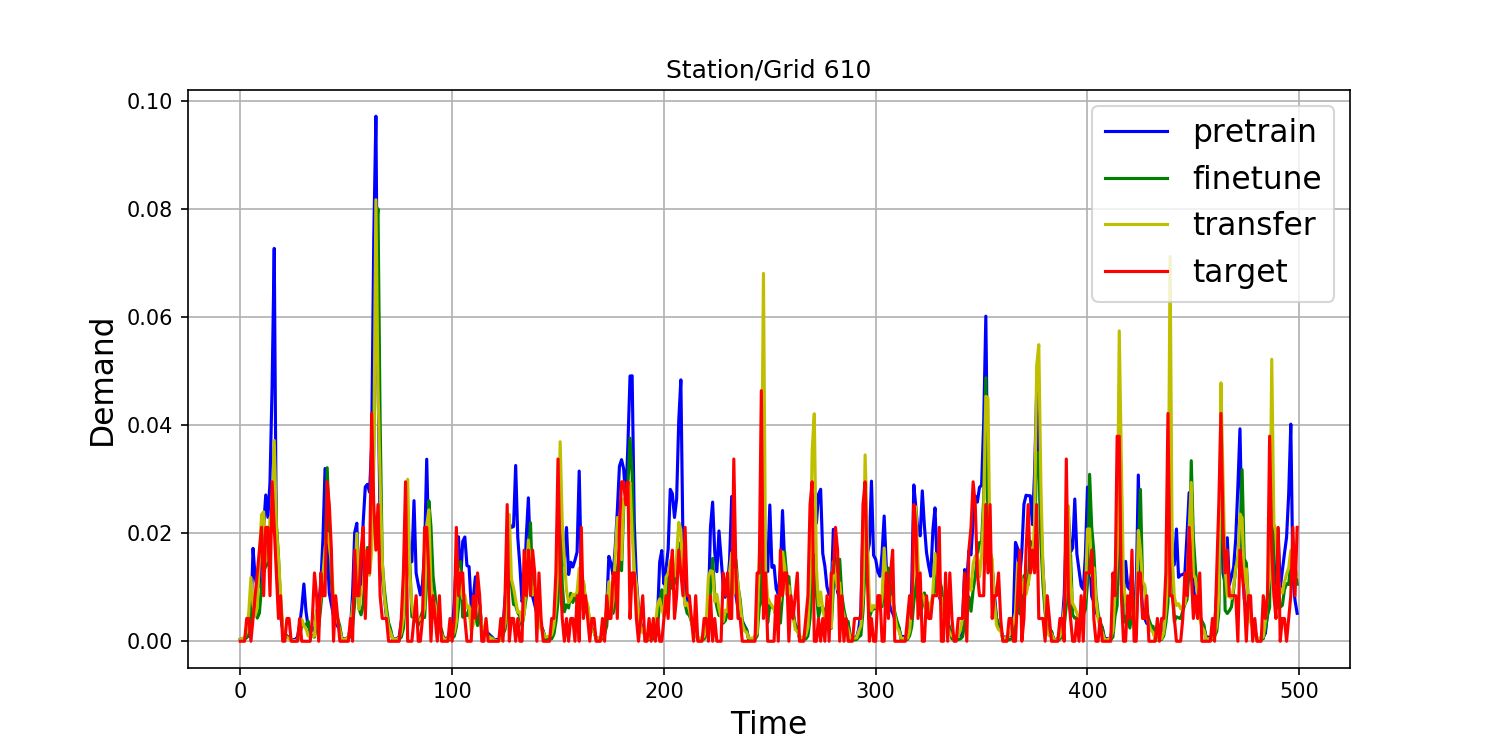 Station/Grid 610
0.10
0.08
0.06
0.04
0.02
0.00
Demand
pretrain
finetune
transfer
target
0 100 200 300 400 500
Time